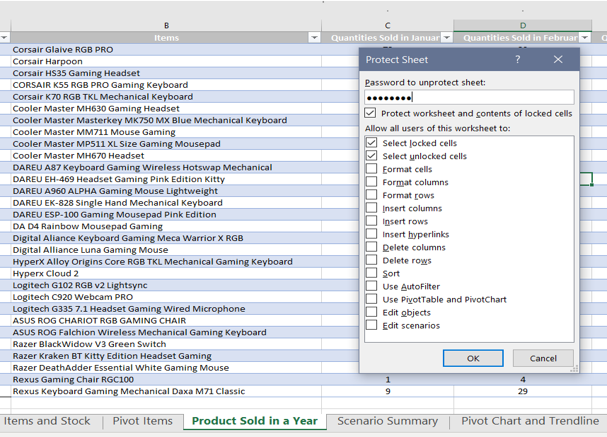 B C D
Items Quantities Sold in Januar Quantities Sold in Februar
Corsair Glaive RGB PRO
Corsair Harpoon
Corsair HS35 Gaming Headset
CORSAIR K55 RGB PRO Gaming Keyboard
Corsair K70 RGB TKL Mechanical Keyboard
Cooler Master MH630 Gaming Headset
Cooler Master Masterkey MK750 MX Blue Mechanical Keyboard
Cooler Master MM711 Mouse Gaming
Cooler Master MP511 XL Size Gaming Mousepad
Cooler Master MH670 Headset
DAREU A87 Keyboard Gaming Wireless Hotswap Mechanical
DAREU EH-469 Headset Gaming Pink Edition Kitty
DAREU A960 ALPHA Gaming Mouse Lightweight
DAREU EK-828 Single Hand Mechanical Keyboard
DAREU ESP-100 Gaming Mousepad Pink Edition
DA D4 Rainbow Mousepad Gaming
Digital Aliance Keyboard Gaming Meca Warrior X RGB
Digital Alliance Luna Gaming Mouse
HyperX Alloy Origins Core RGB TKL Mechanical Gaming Keyboard
Hyperx Cloud 2
Logitech G102 RGB v2 Lightsync
Logitech C920 Webcam PRO
Logitech G335 7.1 Headset Gaming Wired Microphone
ASUS ROG CHARIOT RGB GAMING CHAIR
ASUS ROG Falchion Wireless Mechanical Gaming Keyboard
Razer BlackWidow V3 Green Switch
Razer Kraken BT Kitty Edition Headset Gaming
Razer DeathAdder Essential White Gaming Mouse
Rexus Gaming Chair RGC100 1 4
Rexus Keyboard Gaming Mechanical Daxa M71 Classic 9 29
Protect Sheet ?
Password to unprotect sheet:
••••••••
Protect worksheet and contents of locked cells
Allow all users of this worksheet to:
Select locked cells
Select unlocked cells
Format cells
Format columns
Format rows
Insert columns
Insert rows
Insert hyperlinks
Delete columns
Delete rows
Sort
Use AutoFilter
Use PivotTable and PivotChart
Edit objects
Edit scenarios
OK Cancel
Items and Stock Pivot Items Product Sold in a Year Scenario Summary Pivot Chart and Trendline